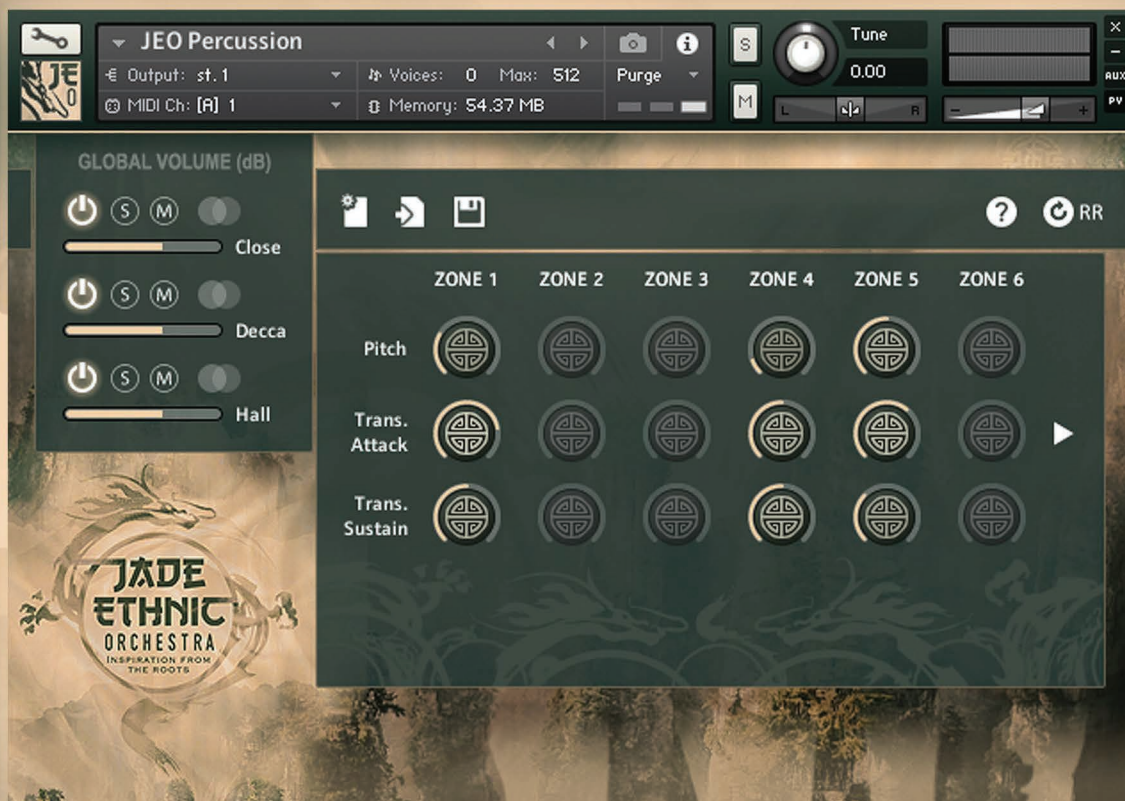 JEO Percussion
Output: st. 1
Voices: 0 Max: 512
Purge
MIDI Ch: [A] 1
Memory: 54.37 MB
S
M
Tune
0.00
L R
- +
×
-
AUX
PV
JEO
GLOBAL VOLUME (dB)
S M
Close
S M
Decca
S M
Hall
? RR
ZONE 1 ZONE 2 ZONE 3 ZONE 4 ZONE 5 ZONE 6
Pitch
Trans.
Attack
Trans.
Sustain
JADE
ETHNIC
ORCHESTRA
INSPIRATION FROM
THE ROOTS